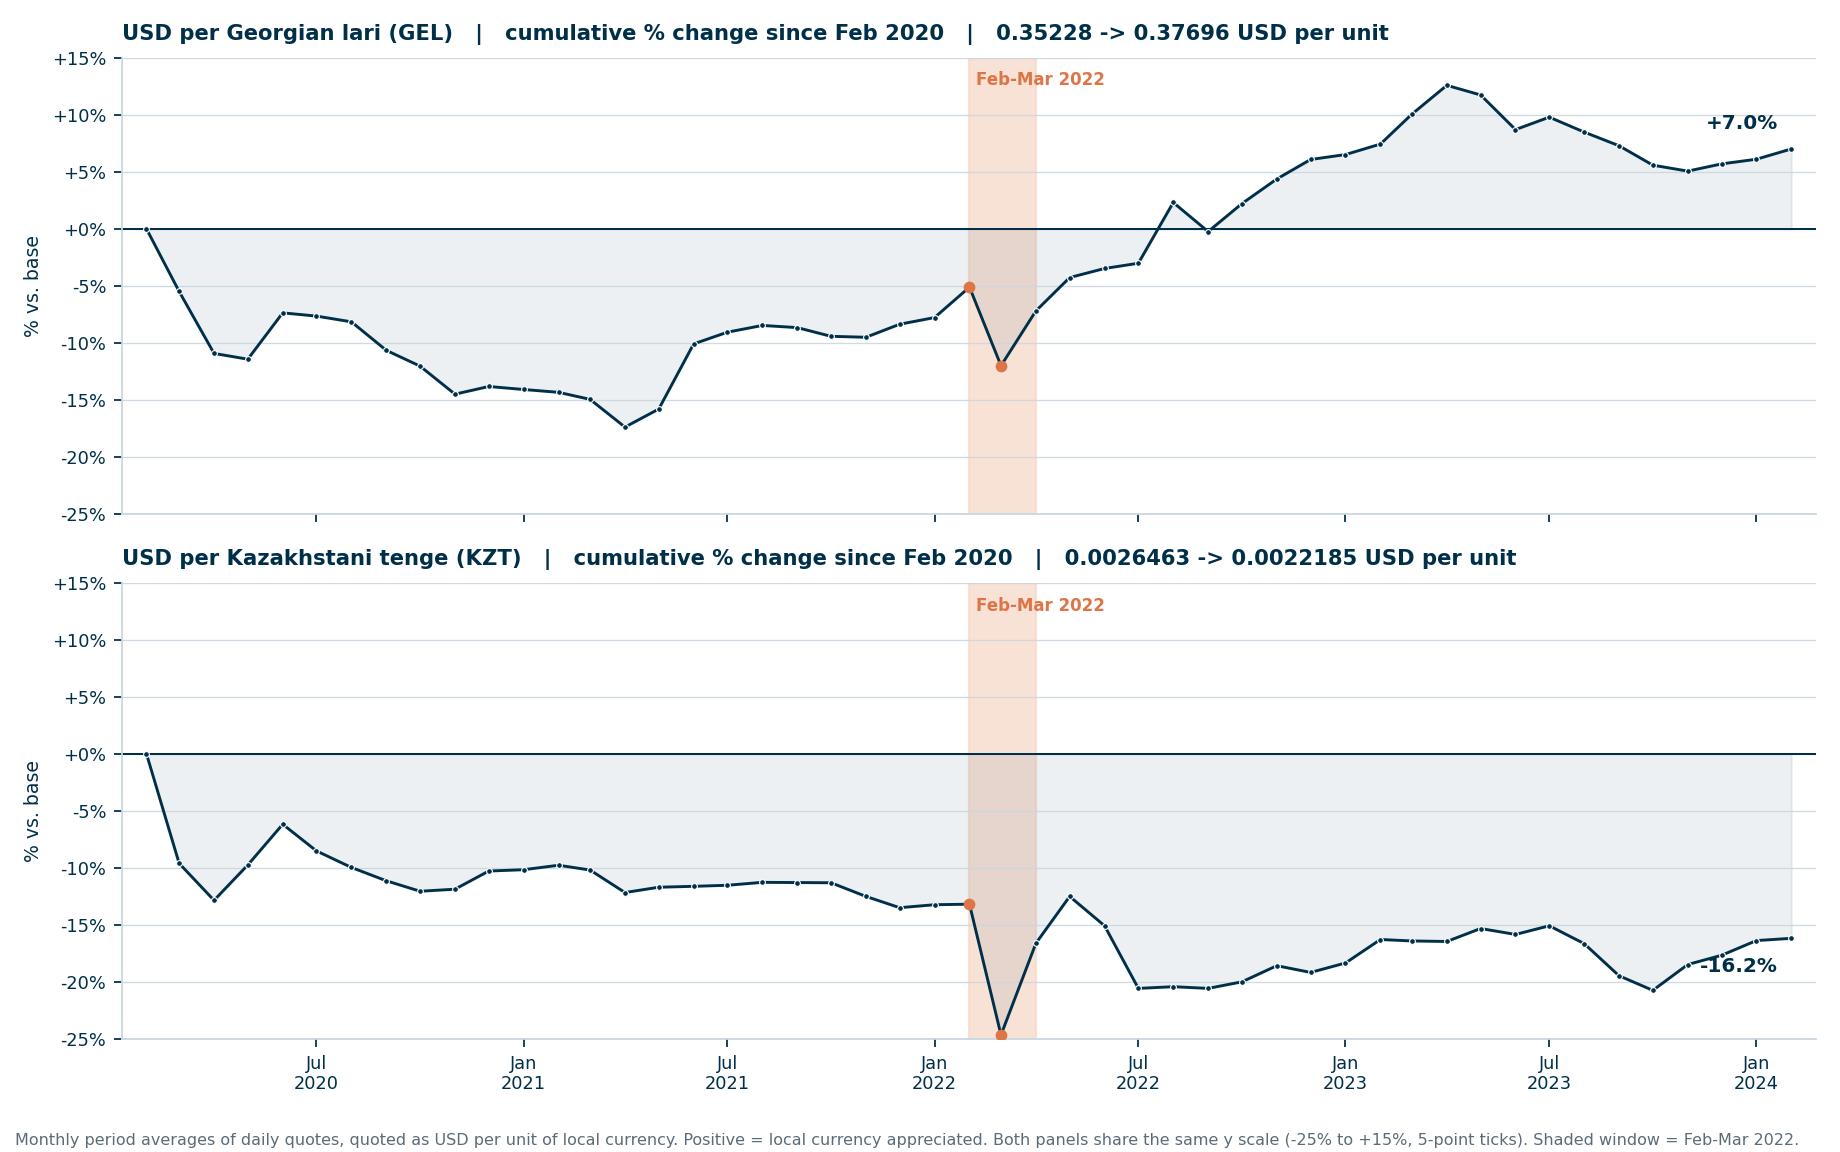 USD per Georgian lari (GEL)   |   cumulative % change since Feb 2020   |   0.35228 -> 0.37696 USD per unit
+15%
Feb-Mar 2022
+10%
+7.0%
+5%
+0%
% vs. base
-5%
-10%
-15%
-20%
-25%
USD per Kazakhstani tenge (KZT)   |   cumulative % change since Feb 2020   |   0.0026463 -> 0.0022185 USD per unit
+15%
Feb-Mar 2022
+10%
+5%
+0%
% vs. base
-5%
-10%
-15%
-16.2%
-20%
-25%
Jul Jan Jul Jan Jul Jan Jul Jan
2020 2021 2021 2022 2022 2023 2023 2024
Monthly period averages of daily quotes, quoted as USD per unit of local currency. Positive = local currency appreciated. Both panels share the same y scale (-25% to +15%, 5-point ticks). Shaded window = Feb-Mar 2022.